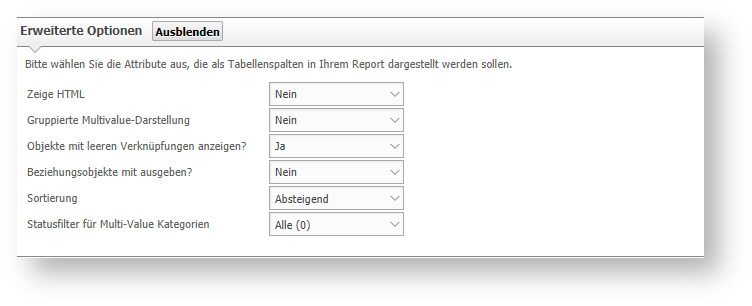 Erweiterte Optionen Ausblenden
Bitte wählen Sie die Attribute aus, die als Tabellenspalten in Ihrem Report dargestellt werden sollen.
Zeige HTML Nein
Gruppierte Multivalue-Darstellung Nein
Objekte mit leeren Verknüpfungen anzeigen? Ja
Beziehungsobjekte mit ausgeben? Nein
Sortierung Absteigend
Statusfilter für Multi-Value Kategorien Alle (0)